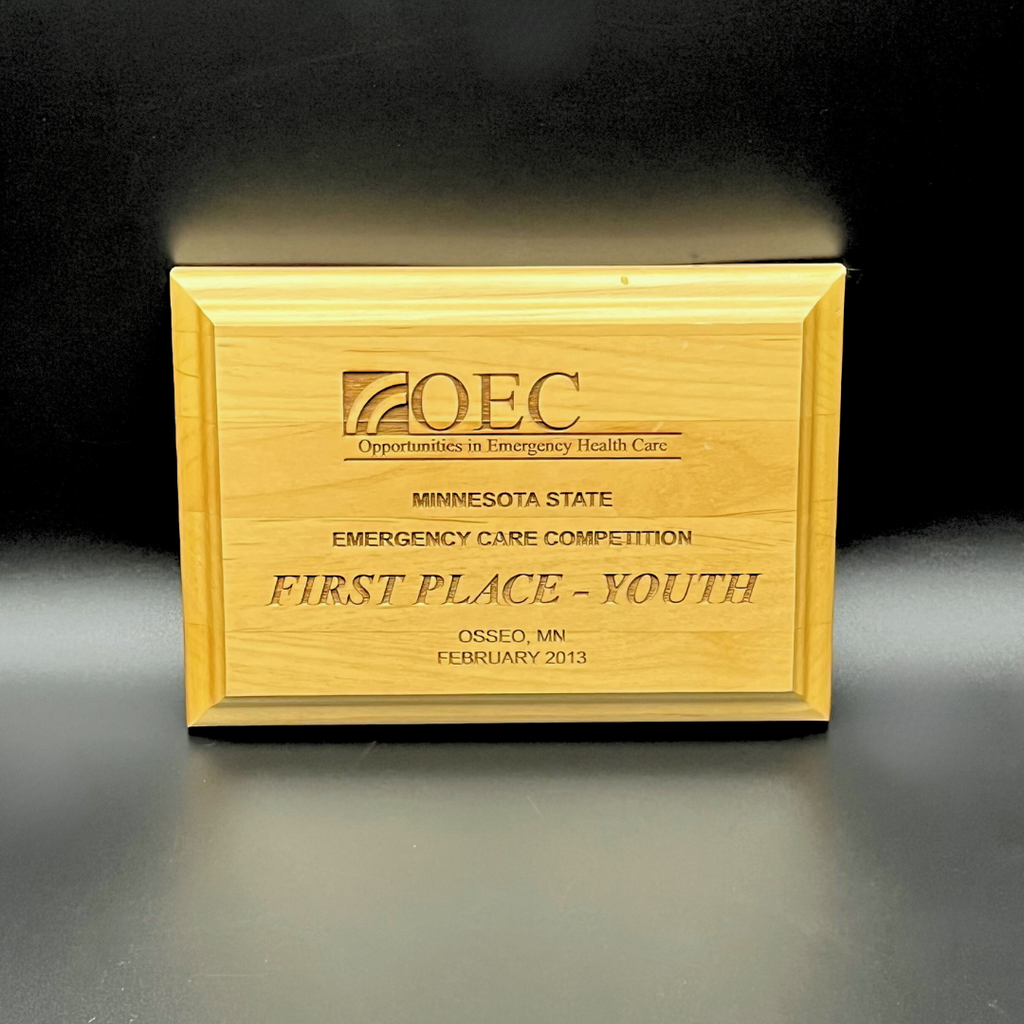 OEC
Opportunities in Emergency Health Care
MINNESOTA STATE
EMERGENCY CARE COMPETITION
FIRST PLACE - YOUTH
OSSEO, MN
FEBRUARY 2013